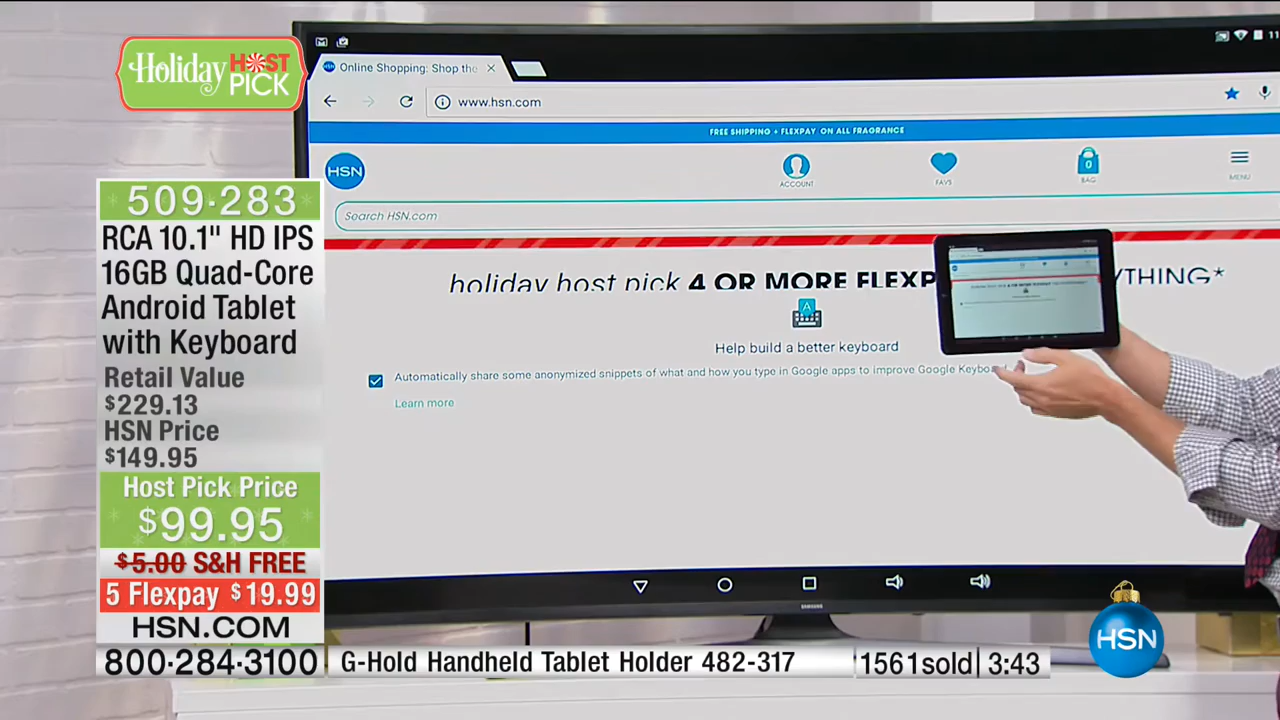 Holiday HOST PICK
509·283
RCA 10.1" HD IPS
16GB Quad-Core
Android Tablet
with Keyboard
Retail Value
$229.13
HSN Price
$149.95
Host Pick Price
$99.95
$5.00 S&H FREE
5 Flexpay $19.99
HSN.COM
800·284·3100
G-Hold Handheld Tablet Holder 482-317
1561sold
3:43
HSN
11
Online Shopping: Shop the
www.hsn.com
FREE SHIPPING + FLEXPAY ON ALL FRAGRANCE
HSN
ACCOUNT
FAVS
0
BAG
MENU
Search HSN.com
holiday host pick 4 OR MORE FLEXP YTHING*
Help build a better keyboard
Automatically share some anonymized snippets of what and how you type in Google apps to improve Google Keybo
Learn more
SAMSUNG